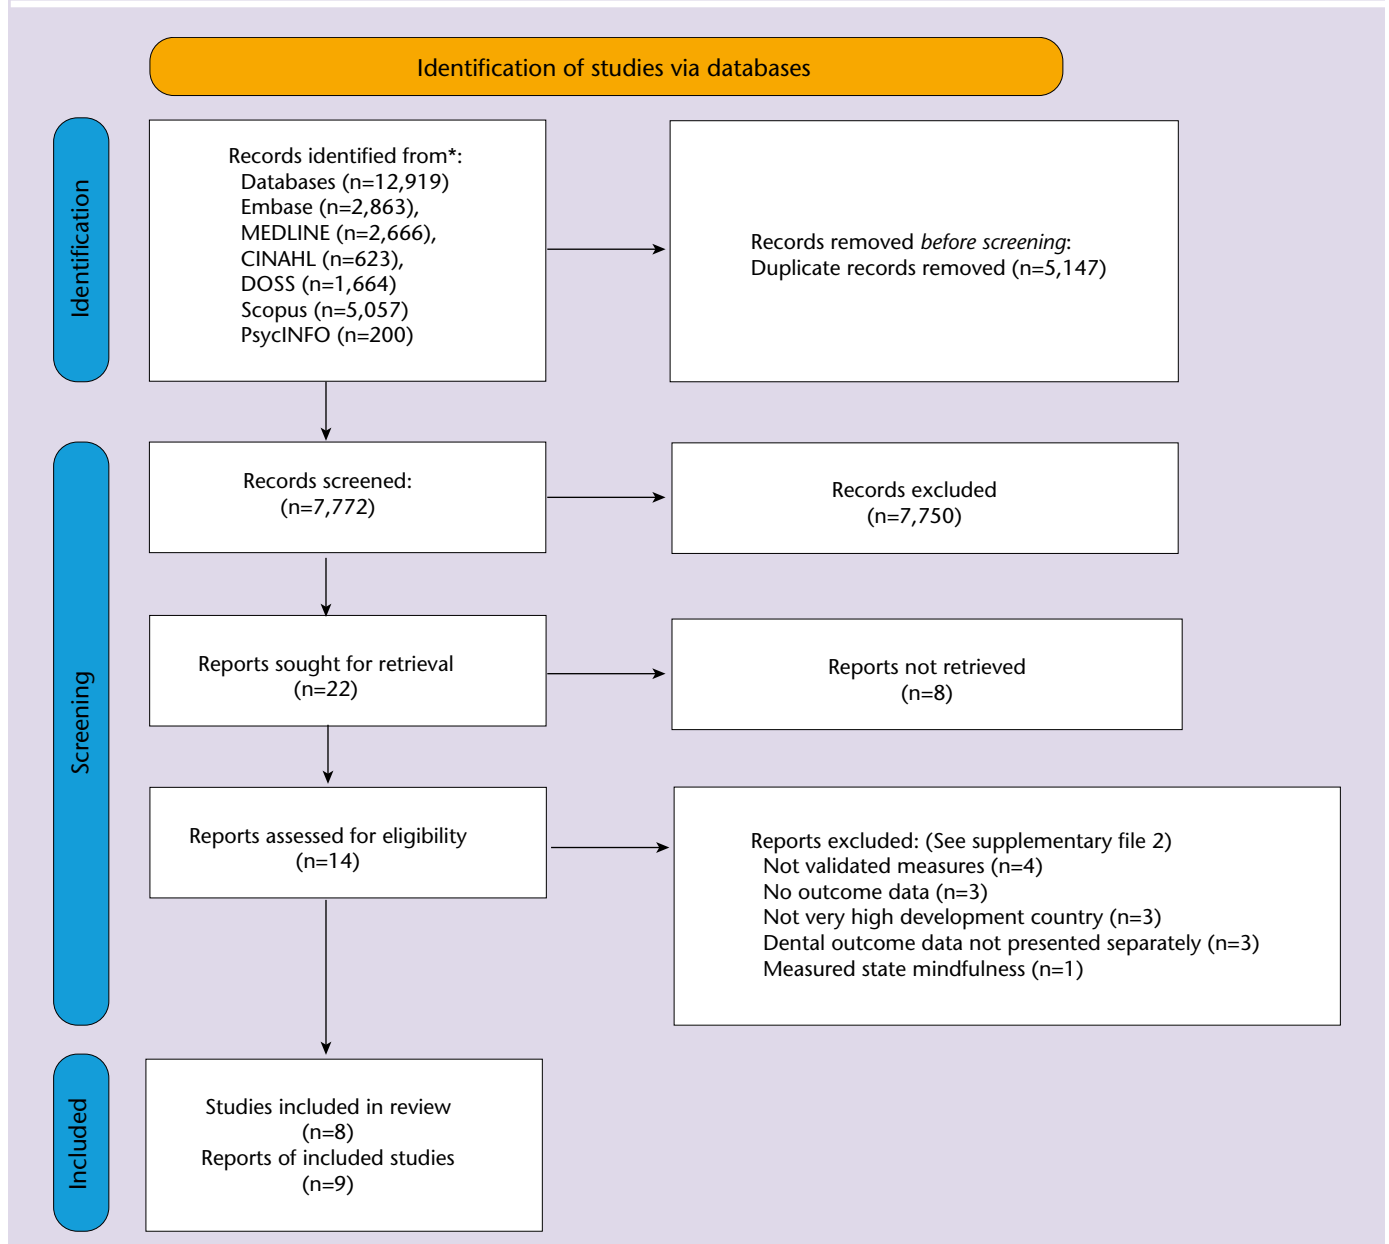 Identification of studies via databases
Identification
Records identified from*:
Databases (n=12,919)
Embase (n=2,863),
MEDLINE (n=2,666),
CINAHL (n=623),
DOSS (n=1,664)
Scopus (n=5,057)
PsycINFO (n=200)
Records removed before screening:
Duplicate records removed (n=5,147)
Screening
Records screened:
(n=7,772)
Records excluded
(n=7,750)
Reports sought for retrieval
(n=22)
Reports not retrieved
(n=8)
Reports assessed for eligibility
(n=14)
Reports excluded: (See supplementary file 2)
Not validated measures (n=4)
No outcome data (n=3)
Not very high development country (n=3)
Dental outcome data not presented separately (n=3)
Measured state mindfulness (n=1)
Included
Studies included in review
(n=8)
Reports of included studies
(n=9)